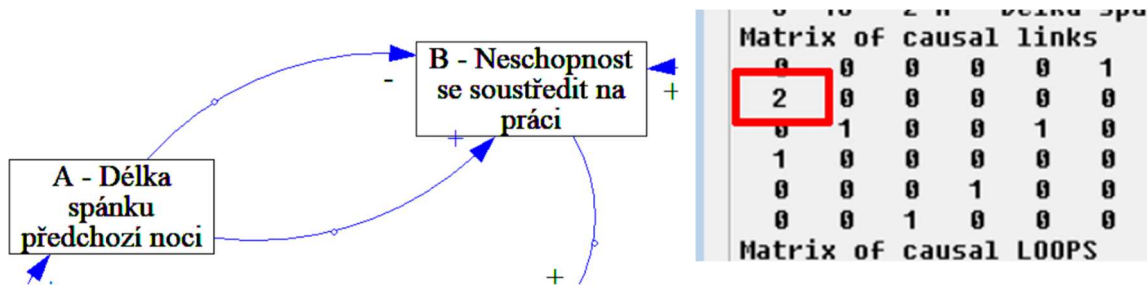 B - Neschopnost
se soustředit na
práci
-
+
+
A - Délka
spánku
předchozí noci
+
Matrix of causal links
0 0 0 0 0 1
2 0 0 0 0 0
0 1 0 0 1 0
1 0 0 0 0 0
0 0 0 1 0 0
0 0 1 0 0 0
Matrix of causal LOOPS